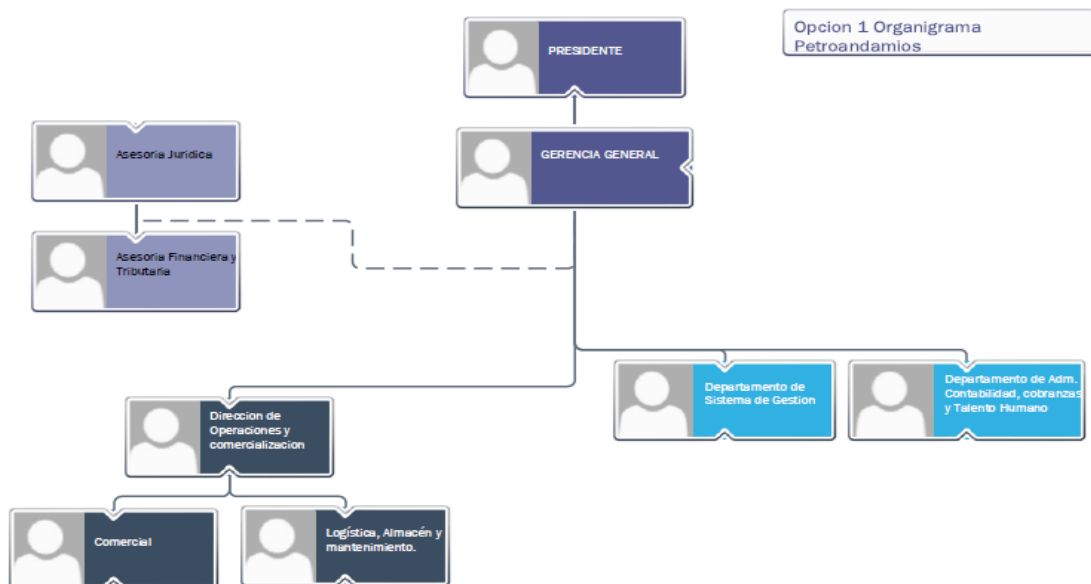 Opcion 1 Organigrama
Petroandamios
PRESIDENTE
GERENCIA GENERAL
Asesoria Juridica
Asesoria Financiera y
Tributaria
Departamento de
Sistema de Gestion
Departamento de Adm.
Contabilidad, cobranzas
y Talento Humano
Direccion de
Operaciones y
comercializacion
Comercial
Logística, Almacén y
mantenimiento.